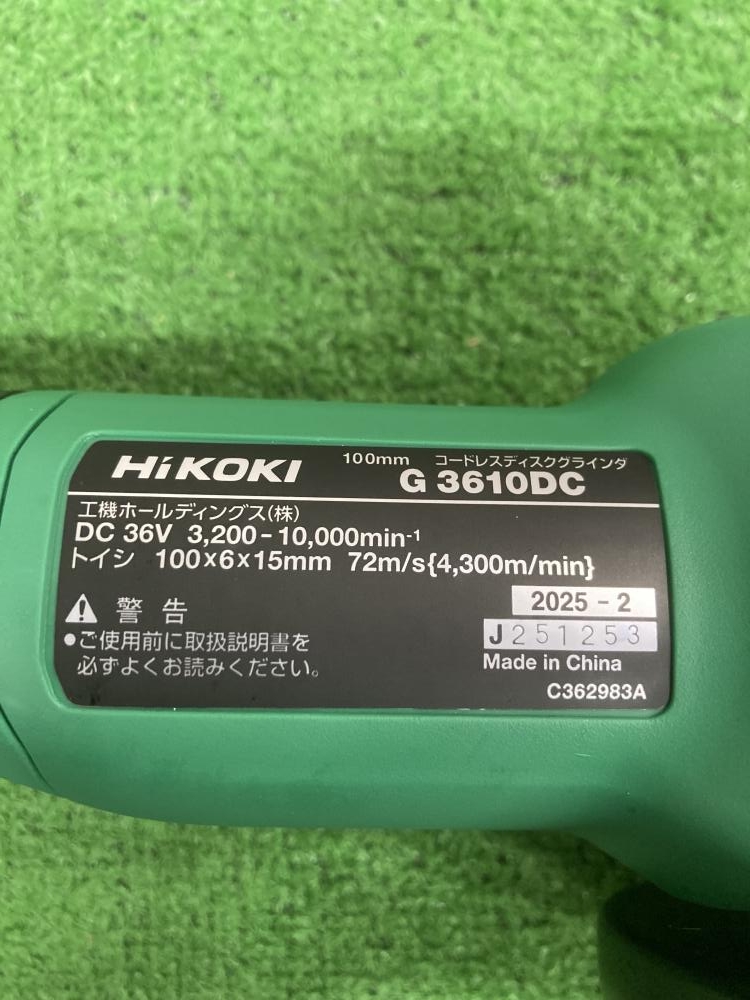 HiKOKI
100mm コードレスディスクグラインダ
G 3610DC
工機ホールディングス(株)
DC 36V 3,200-10,000min-1
トイシ 100×6×15mm 72m/s{4,300m/min}
警告
●ご使用前に取扱説明書を
必ずよくお読みください。
2025-2
J251253
Made in China
C362983A